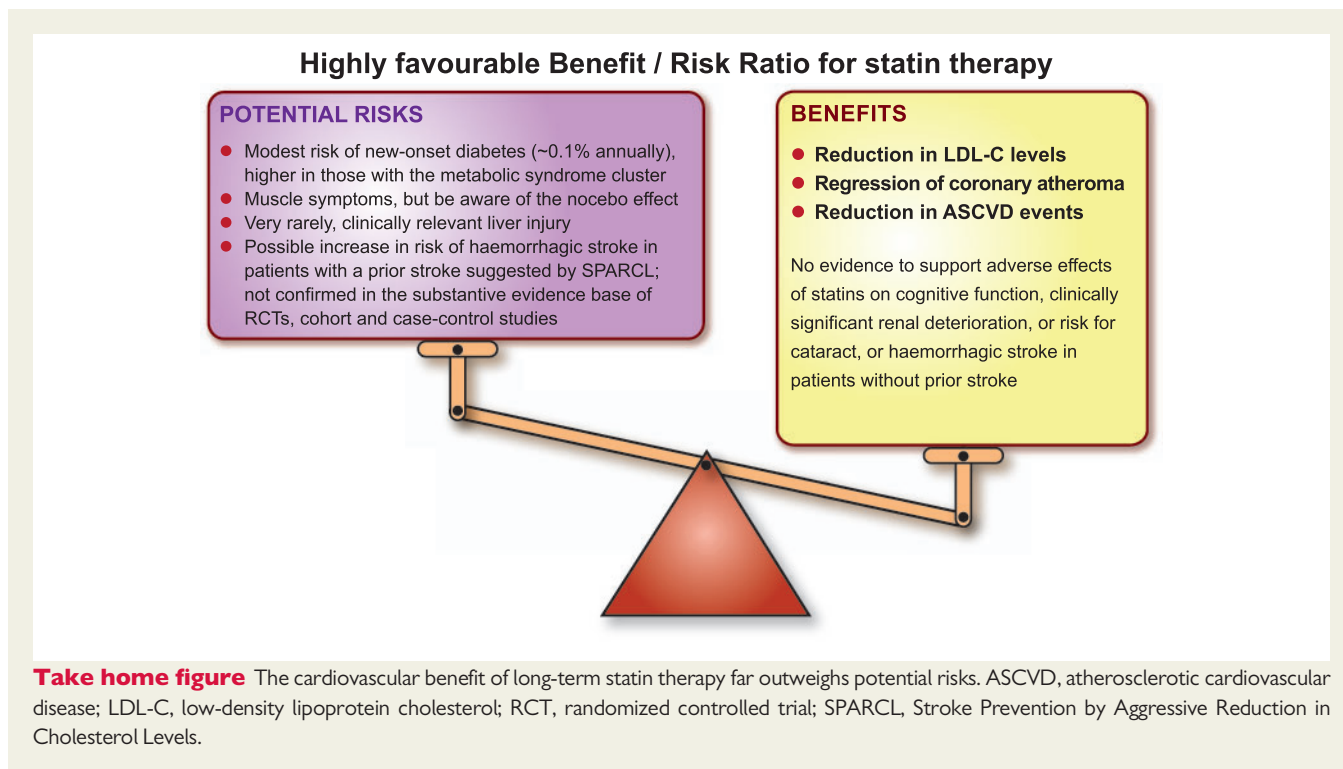 Highly favourable Benefit / Risk Ratio for statin therapy
POTENTIAL RISKS
● Modest risk of new-onset diabetes (~0.1% annually),
higher in those with the metabolic syndrome cluster
● Muscle symptoms, but be aware of the nocebo effect
● Very rarely, clinically relevant liver injury
● Possible increase in risk of haemorrhagic stroke in
patients with a prior stroke suggested by SPARCL;
not confirmed in the substantive evidence base of
RCTs, cohort and case-control studies
BENEFITS
● Reduction in LDL-C levels
● Regression of coronary atheroma
● Reduction in ASCVD events
No evidence to support adverse effects
of statins on cognitive function, clinically
significant renal deterioration, or risk for
cataract, or haemorrhagic stroke in
patients without prior stroke
Take home figure The cardiovascular benefit of long-term statin therapy far outweighs potential risks. ASCVD, atherosclerotic cardiovascular
disease; LDL-C, low-density lipoprotein cholesterol; RCT, randomized controlled trial; SPARCL, Stroke Prevention by Aggressive Reduction in
Cholesterol Levels.